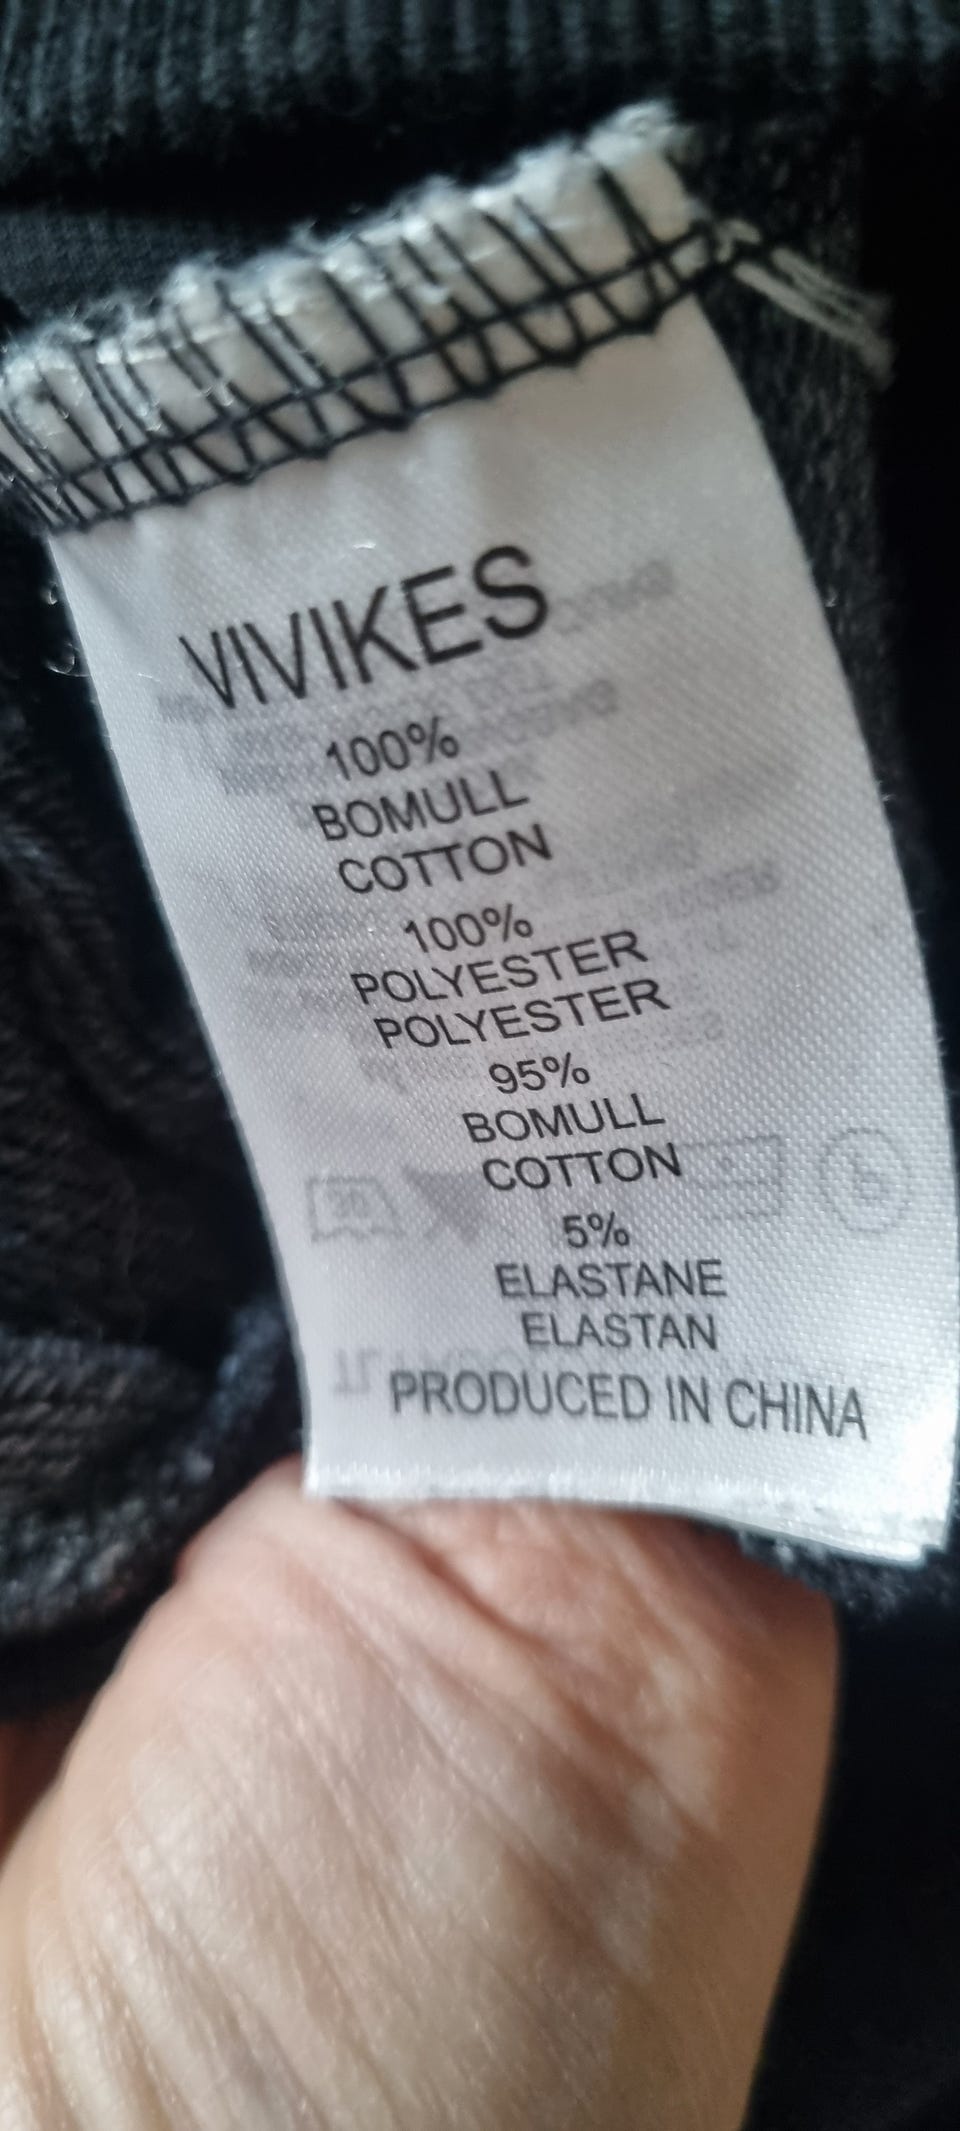 VIVIKES
100%
BOMULL
COTTON
100%
POLYESTER
POLYESTER
95%
BOMULL
COTTON
5%
ELASTANE
ELASTAN
PRODUCED IN CHINA